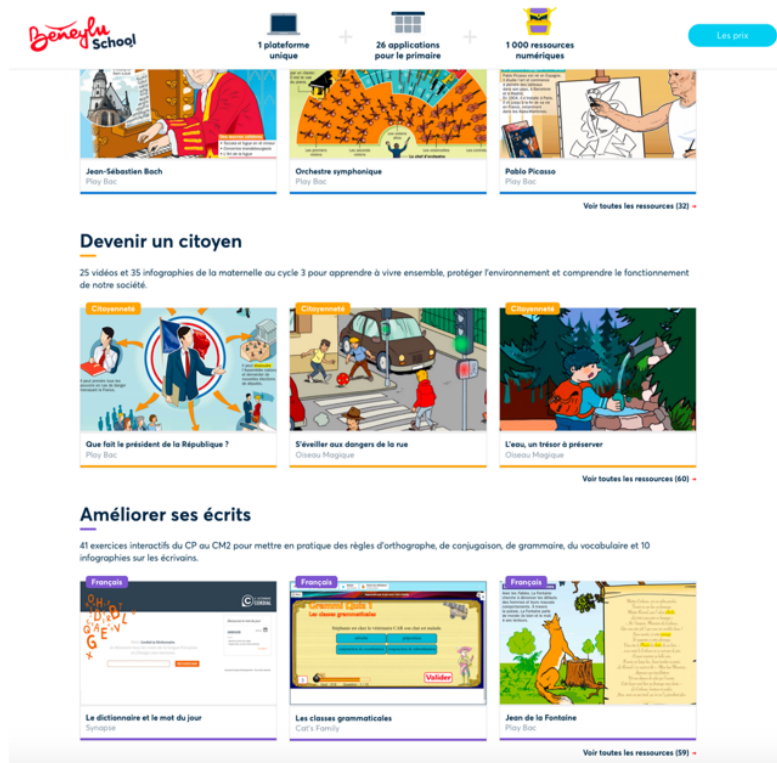 Beneylu School
1 plateforme
unique
26 applications
pour le primaire
1 000 ressources
numériques
Les prix
Jean-Sébastien Bach
Play Bac
Orchestre symphonique
Play Bac
Pablo Picasso
Play Bac
Voir toutes les ressources (32) →
Devenir un citoyen
25 vidéos et 35 infographies de la maternelle au cycle 3 pour apprendre à vivre ensemble, protéger l'environnement et comprendre le fonctionnement
de notre société.
Citoyenneté
Citoyenneté
Citoyenneté
Que fait le président de la République ?
Play Bac
S'éveiller aux dangers de la rue
Oiseau Magique
L'eau, un trésor à préserver
Oiseau Magique
Voir toutes les ressources (60) →
Améliorer ses écrits
41 exercices interactifs du CP au CM2 pour mettre en pratique des règles d'orthographe, de conjugaison, de grammaire, du vocabulaire et 10
infographies sur les écrivains.
Français
Français
Français
CORDIAL
Grammi Quiz !
Les classes grammaticales
Valider
Le dictionnaire et le mot du jour
Synapse
Les classes grammaticales
Cat's Family
Jean de la Fontaine
Play Bac
Voir toutes les ressources (59) →